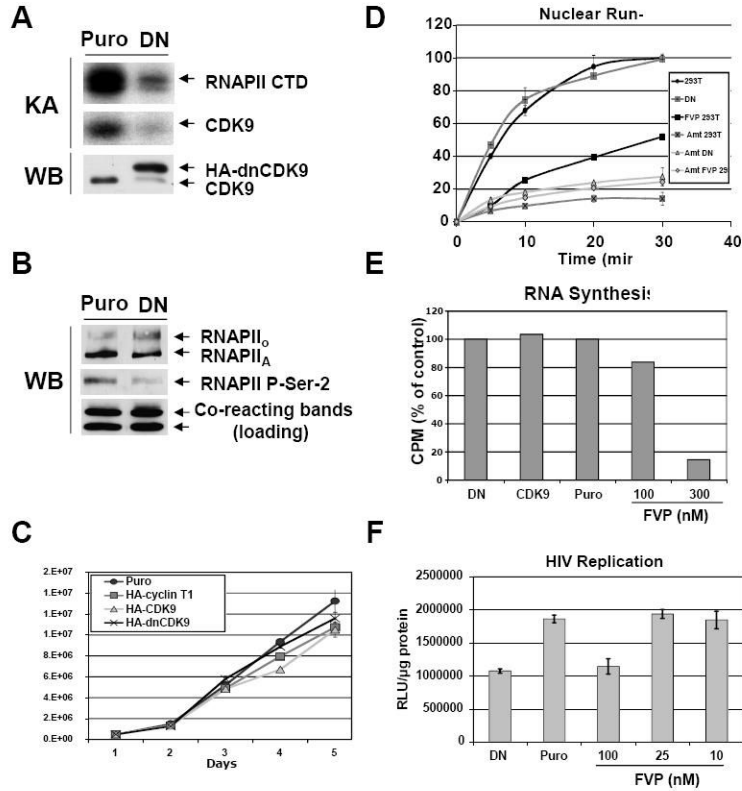 A
Puro DN
KA
RNAPII CTD
CDK9
WB
HA-dnCDK9
CDK9
B
Puro DN
WB
RNAPIIo
RNAPIIA
RNAPII P-Ser-2
Co-reacting bands
(loading)
C
2.E+07
1.E+07
1.E+07
8.E+06
6.E+06
4.E+06
2.E+06
0.E+00
Puro
HA-cyclin T1
HA-CDK9
HA-dnCDK9
1 2 3 4 5
Days
D
Nuclear Run-
120
100
80
60
40
20
0
293T
DN
FVP 293T
Amt 293T
Amt DN
Amt FVP 29
0 10 20 30 40
Time (mir
E
RNA Synthesis
CPM (% of control)
120
100
80
60
40
20
0
DN CDK9 Puro 100 300
FVP (nM)
F
HIV Replication
RLU/µg protein
2500000
2000000
1500000
1000000
500000
0
DN Puro 100 25 10
FVP (nM)